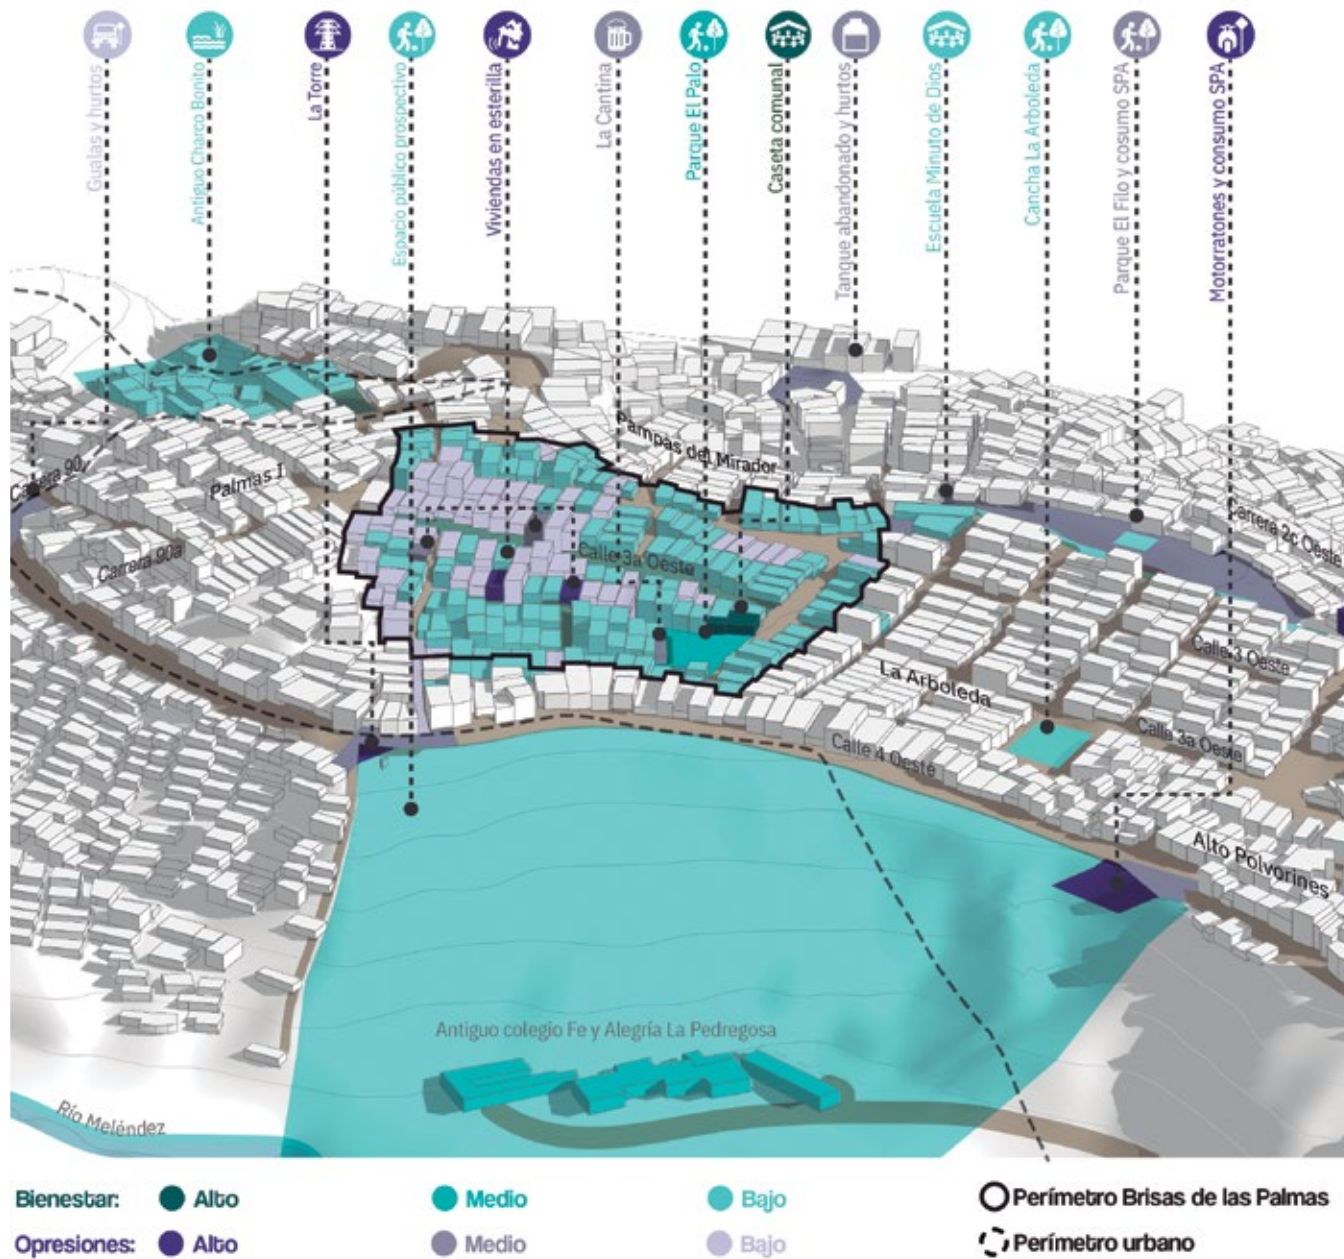 Gualas y hurtos
Antiguo Charco Bonito
La Torre
Espacio público prospectivo
Viviendas en esterilla
La Cantina
Parque El Palo
Caseta comunal
Tanque abandonado y hurtos
Escuela Minuto de Dios
Cancha La Arboleda
Parque El Filo y cosumo SPA
Motorratones y consumo SPA
Pampas del Mirador
Carrera 90
Palmas I
Carrera 2c Oeste
Carrera 90a
Calle 3a Oeste
Calle 3 Oeste
La Arboleda
Calle 3a Oeste
Calle 4 Oeste
Alto Polvorines
Antiguo colegio Fe y Alegría La Pedregosa
Río Meléndez
Bienestar: Alto Medio Bajo Perímetro Brisas de las Palmas
Opresiones: Alto Medio Bajo Perímetro urbano